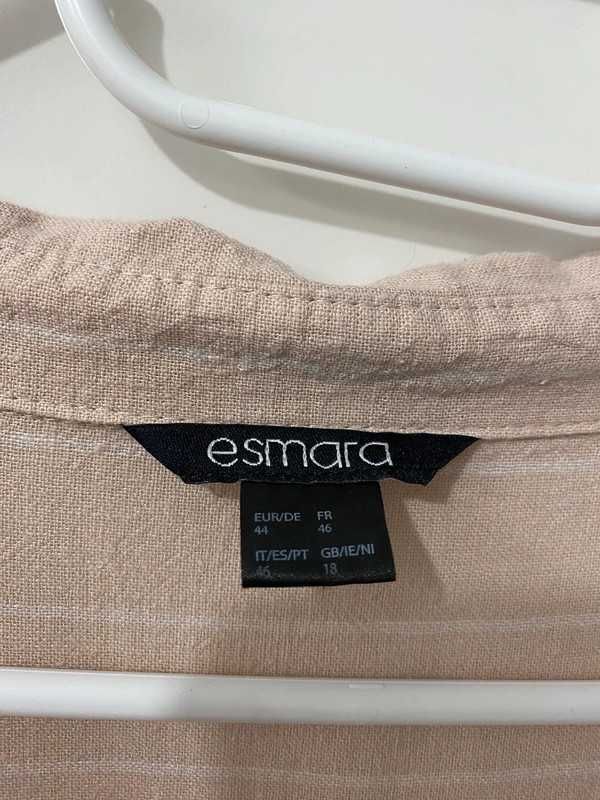 esmara
EUR/DE FR
44 46
IT/ES/PT GB/IE/NI
46 18